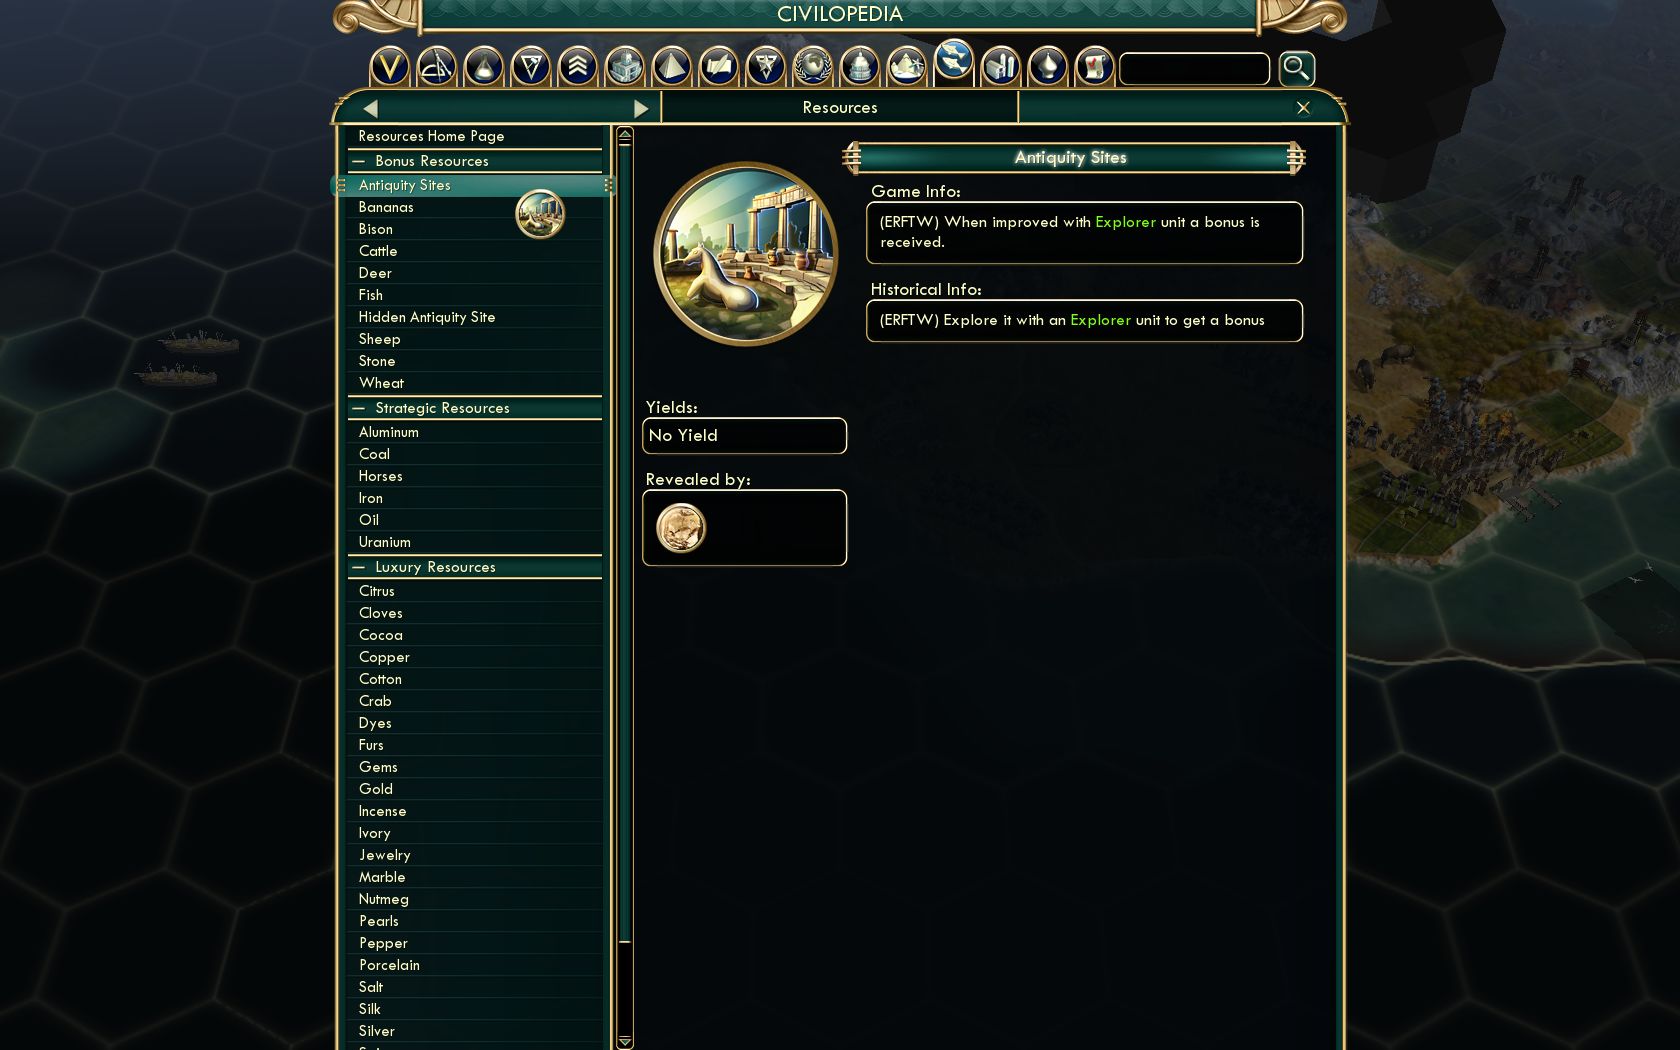 CIVILOPEDIA
Resources
Resources Home Page
— Bonus Resources
Antiquity Sites
Bananas
Bison
Cattle
Deer
Fish
Hidden Antiquity Site
Sheep
Stone
Wheat
— Strategic Resources
Aluminum
Coal
Horses
Iron
Oil
Uranium
— Luxury Resources
Citrus
Cloves
Cocoa
Copper
Cotton
Crab
Dyes
Furs
Gems
Gold
Incense
Ivory
Jewelry
Marble
Nutmeg
Pearls
Pepper
Porcelain
Salt
Silk
Silver
Antiquity Sites
Game Info:
(ERFTW) When improved with Explorer unit a bonus is
received.
Historical Info:
(ERFTW) Explore it with an Explorer unit to get a bonus
Yields:
No Yield
Revealed by: